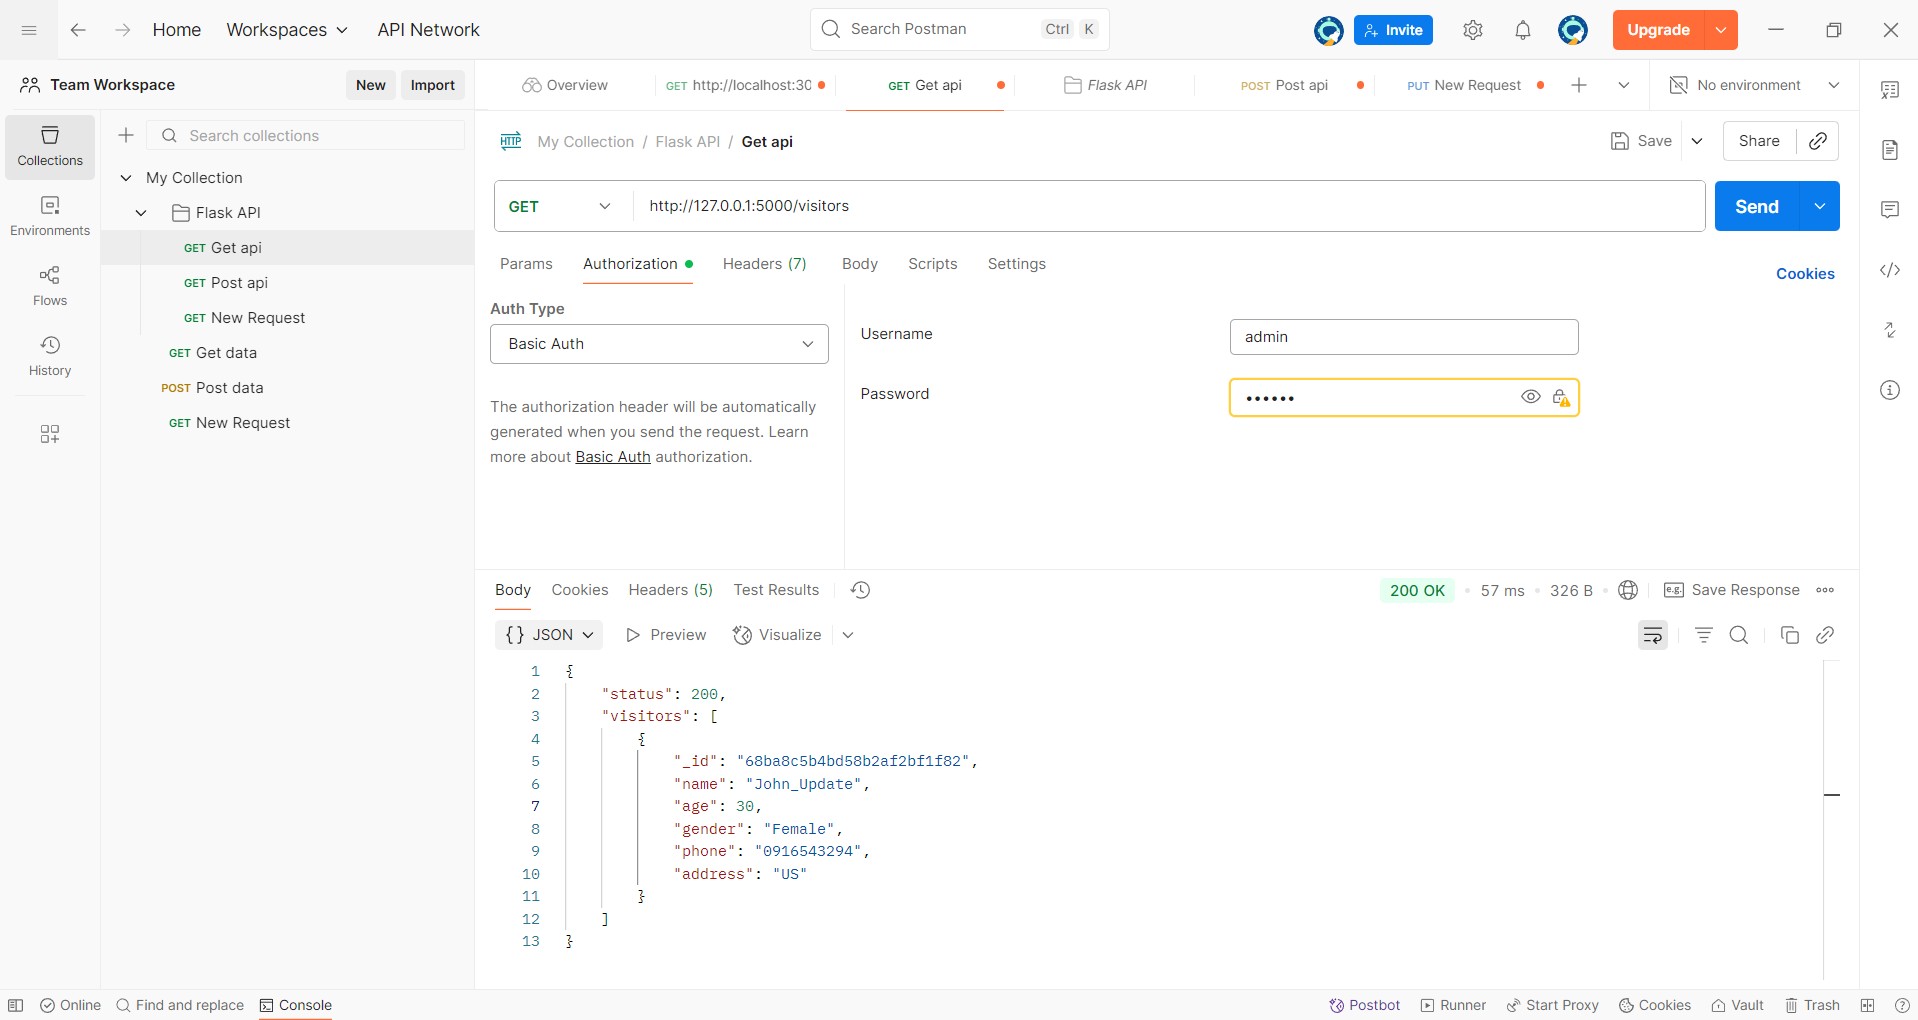 Home Workspaces API Network Search Postman Ctrl K Invite Upgrade
Team Workspace New Import
Overview GET http://localhost:30 GET Get api Flask API POST Post api PUT New Request No environment
Collections
Environments
Flows
History
Search collections
My Collection
Flask API
GET Get api
GET Post api
GET New Request
GET Get data
POST Post data
GET New Request
HTTP My Collection / Flask API / Get api Save Share
GET http://127.0.0.1:5000/visitors Send
Params Authorization Headers (7) Body Scripts Settings Cookies
Auth Type
Basic Auth
The authorization header will be automatically
generated when you send the request. Learn
more about Basic Auth authorization.
Username admin
Password ••••••
Body Cookies Headers (5) Test Results 200 OK • 57 ms • 326 B • e.g. Save Response
{} JSON Preview Visualize
1 {
2 "status": 200,
3 "visitors": [
4 {
5 "_id": "68ba8c5b4bd58b2af2bf1f82",
6 "name": "John_Update",
7 "age": 30,
8 "gender": "Female",
9 "phone": "0916543294",
10 "address": "US"
11 }
12 ]
13 }
Online Find and replace Console Postbot Runner Start Proxy Cookies Vault Trash